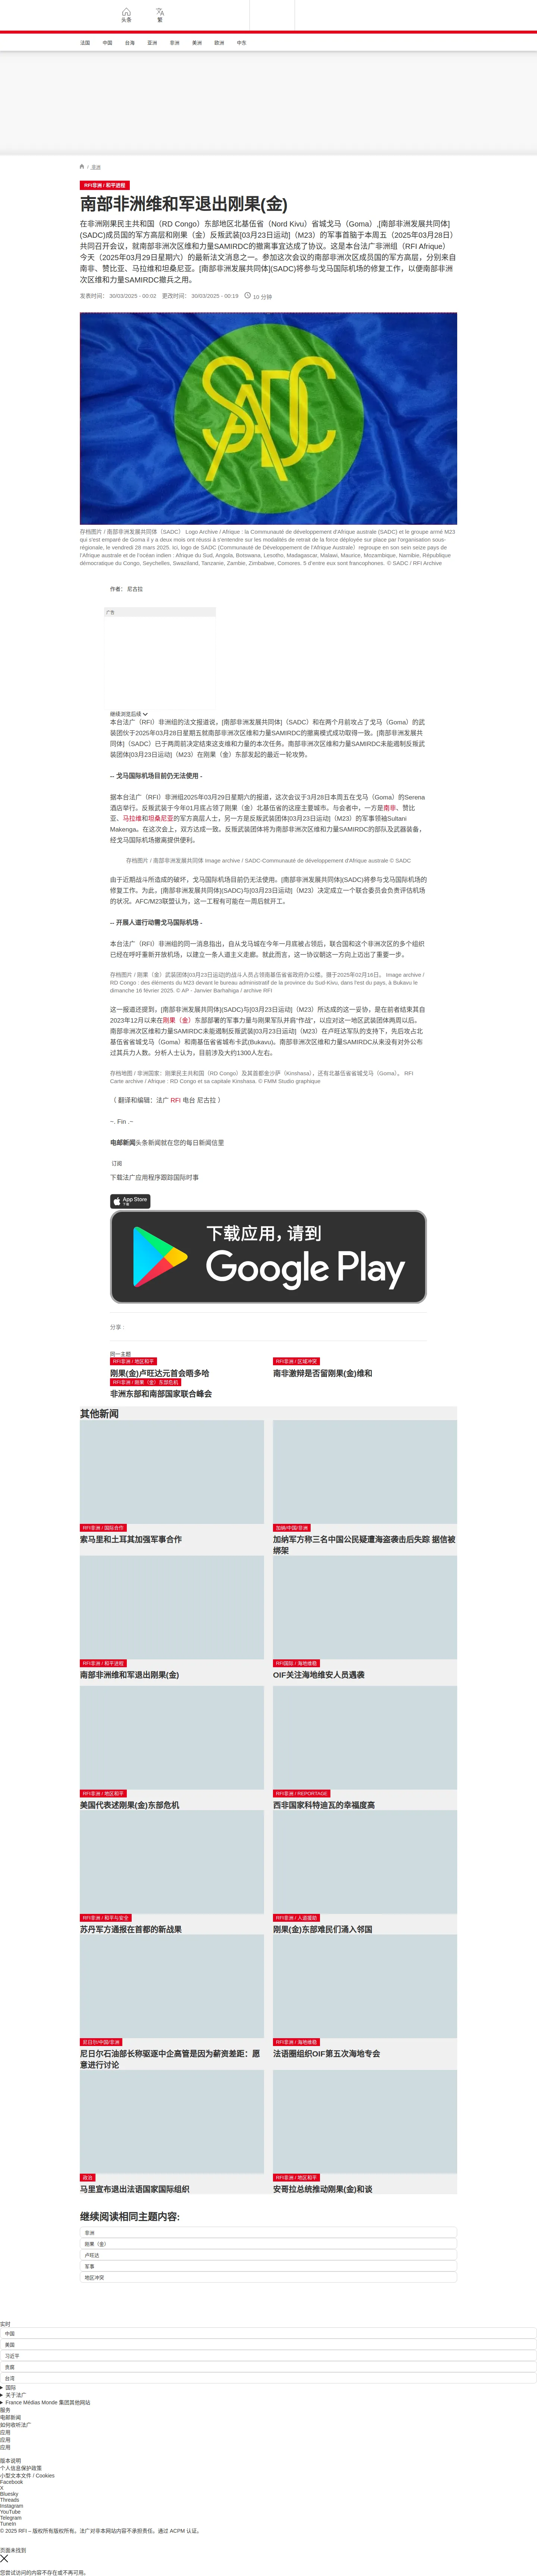 头条
繁
法国 中国 台海 亚洲 非洲 美洲 欧洲 中东
/ 非洲
RFI非洲 / 和平进程
南部非洲维和军退出刚果(金)
在非洲刚果民主共和国（RD Congo）东部地区北基伍省（Nord Kivu）省城戈马（Goma）,[南部非洲发展共同体]
(SADC)成员国的军方高层和刚果（金）反叛武装[03月23日运动]（M23）的军事首脑于本周五（2025年03月28日）
共同召开会议，就南部非洲次区维和力量SAMIRDC的撤离事宜达成了协议。这是本台法广非洲组（RFI Afrique）
今天（2025年03月29日星期六）的最新法文消息之一。参加这次会议的南部非洲次区成员国的军方高层，分别来自
南非、赞比亚、马拉维和坦桑尼亚。[南部非洲发展共同体](SADC)将参与戈马国际机场的修复工作，以便南部非洲
次区维和力量SAMIRDC撤兵之用。
发表时间： 30/03/2025 - 00:02 更改时间： 30/03/2025 - 00:19 10 分钟
SADC
存档图片 / 南部非洲发展共同体（SADC） Logo Archive / Afrique : la Communauté de développement d'Afrique australe (SADC) et le groupe armé M23
qui s'est emparé de Goma il y a deux mois ont réussi à s'entendre sur les modalités de retrait de la force déployée sur place par l'organisation sous-
régionale, le vendredi 28 mars 2025. Ici, logo de SADC (Communauté de Développement de l'Afrique Australe）regroupe en son sein seize pays de
l'Afrique australe et de l'océan indien : Afrique du Sud, Angola, Botswana, Lesotho, Madagascar, Malawi, Maurice, Mozambique, Namibie, République
démocratique du Congo, Seychelles, Swaziland, Tanzanie, Zambie, Zimbabwe, Comores. 5 d'entre eux sont francophones. © SADC / RFI Archive
作者： 尼古拉
广告
继续浏览后续
本台法广（RFI）非洲组的法文报道说，[南部非洲发展共同体]（SADC）和在两个月前攻占了戈马（Goma）的武
装团伙于2025年03月28日星期五就南部非洲次区维和力量SAMIRDC的撤离模式成功取得一致。[南部非洲发展共
同体]（SADC）已于两周前决定结束这支维和力量的本次任务。南部非洲次区维和力量SAMIRDC未能遏制反叛武
装团体[03月23日运动]（M23）在刚果（金）东部发起的最近一轮攻势。
-- 戈马国际机场目前仍无法使用 -
据本台法广（RFI）非洲组2025年03月29日星期六的报道，这次会议于3月28日本周五在戈马（Goma）的Serena
酒店举行。反叛武装于今年01月底占领了刚果（金）北基伍省的这座主要城市。与会者中，一方是南非、赞比
亚、马拉维和坦桑尼亚的军方高层人士，另一方是反叛武装团体[03月23日运动]（M23）的军事领袖Sultani
Makenga。在这次会上，双方达成一致。反叛武装团体将为南部非洲次区维和力量SAMIRDC的部队及武器装备，
经戈马国际机场撤离提供便利。
存档图片 / 南部非洲发展共同体 Image archive / SADC-Communauté de développement d'Afrique australe © SADC
由于近期战斗所造成的破坏，戈马国际机场目前仍无法使用。[南部非洲发展共同体](SADC)将参与戈马国际机场的
修复工作。为此，[南部非洲发展共同体](SADC)与[03月23日运动]（M23）决定成立一个联合委员会负责评估机场
的状况。AFC/M23联盟认为，这一工程有可能在一周后就开工。
-- 开展人道行动需戈马国际机场 -
本台法广（RFI）非洲组的同一消息指出，自从戈马城在今年一月底被占领后，联合国和这个非洲次区的多个组织
已经在呼吁重新开放机场，以建立一条人道主义走廊。就此而言，这一协议朝这一方向上迈出了重要一步。
存档图片 / 刚果（金）武装团体[03月23日运动]的战斗人员占领南基伍省省政府办公楼。摄于2025年02月16日。 Image archive /
RD Congo : des éléments du M23 devant le bureau administratif de la province du Sud-Kivu, dans l'est du pays, à Bukavu le
dimanche 16 février 2025. © AP - Janvier Barhahiga / archive RFI
这一报道还提到，[南部非洲发展共同体](SADC)与[03月23日运动]（M23）所达成的这一妥协，是在前者结束其自
2023年12月以来在刚果（金）东部部署的军事力量与刚果军队并肩"作战"，以应对这一地区武装团体两周以后。
南部非洲次区维和力量SAMIRDC未能遏制反叛武装[03月23日运动]（M23）在卢旺达军队的支持下，先后攻占北
基伍省省城戈马（Goma）和南基伍省省城布卡武(Bukavu)。南部非洲次区维和力量SAMIRDC从来没有对外公布
过其兵力人数。分析人士认为，目前涉及大约1300人左右。
存档地图 / 非洲国家：刚果民主共和国（RD Congo）及其首都金沙萨（Kinshasa），还有北基伍省省城戈马（Goma）。 RFI
Carte archive / Afrique : RD Congo et sa capitale Kinshasa. © FMM Studio graphique
（ 翻译和编辑：法广 RFI 电台 尼古拉 ）
−. Fin .−
电邮新闻头条新闻就在您的每日新闻信里
订阅
下载法广应用程序跟踪国际时事
App Store
下载
下载应用，请到
Google Play
分享 :
同一主题
RFI非洲 / 地区和平
刚果(金)卢旺达元首会晤多哈
RFI非洲 / 区域冲突
南非激辩是否留刚果(金)维和
RFI非洲 / 刚果（金）东部危机
非洲东部和南部国家联合峰会
其他新闻
RFI非洲 / 国际合作
索马里和土耳其加强军事合作
加纳/中国/非洲
加纳军方称三名中国公民疑遭海盗袭击后失踪 据信被
绑架
RFI非洲 / 和平进程
南部非洲维和军退出刚果(金)
RFI国际 / 海地维稳
OIF关注海地维安人员遇袭
RFI非洲 / 地区和平
美国代表述刚果(金)东部危机
RFI非洲 / REPORTAGE
西非国家科特迪瓦的幸福度高
RFI非洲 / 和平与安全
苏丹军方通报在首都的新战果
RFI非洲 / 人道援助
刚果(金)东部难民们涌入邻国
尼日尔/中国/非洲
尼日尔石油部长称驱逐中企高管是因为薪资差距：愿
意进行讨论
RFI非洲 / 海地维稳
法语圈组织OIF第五次海地专会
政治
马里宣布退出法语国家国际组织
RFI非洲 / 地区和平
安哥拉总统推动刚果(金)和谈
继续阅读相同主题内容:
非洲
刚果（金）
卢旺达
军事
地区冲突
实时
中国
美国
习近平
贪腐
台湾
国际
关于法广
France Médias Monde 集团其他网站
服务
电邮新闻
如何收听法广
应用
应用
应用
版本说明
个人信息保护政策
小型文本文件 / Cookies
Facebook
X
Bluesky
Threads
Instagram
YouTube
Telegram
TuneIn
© 2025 RFI – 版权所有版权所有。法广对非本网站内容不承担责任。通过 ACPM 认证。
页面未找到
您尝试访问的内容不存在或不再可用。